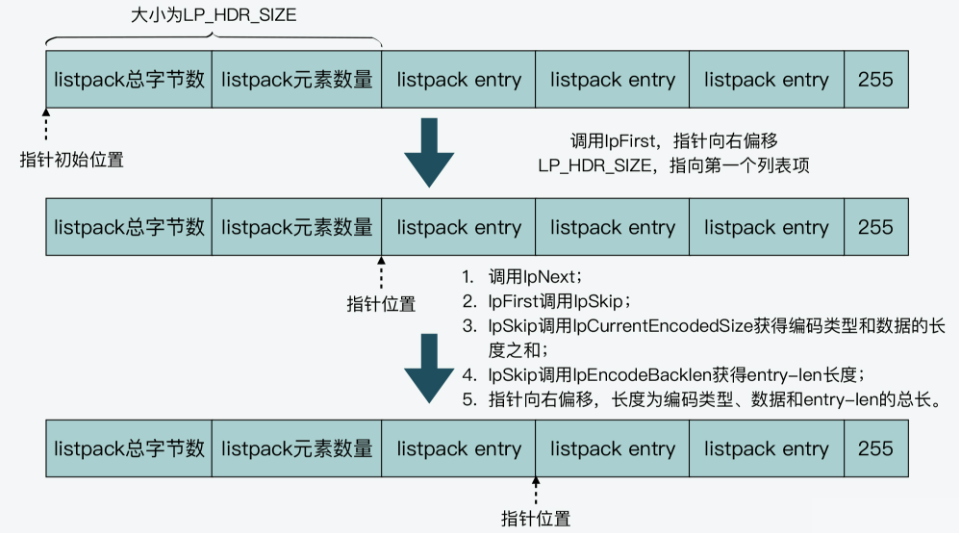 大小为LP_HDR_SIZE
listpack总字节数 listpack元素数量 listpack entry listpack entry listpack entry 255
指针初始位置
调用lpFirst，指针向右偏移
LP_HDR_SIZE，指向第一个列表项
listpack总字节数 listpack元素数量 listpack entry listpack entry listpack entry 255
指针位置
1. 调用lpNext；
2. lpFirst调用lpSkip；
3. lpSkip调用lpCurrentEncodedSize获得编码类型和数据的长
度之和；
4. lpSkip调用lpEncodeBacklen获得entry-len长度；
5. 指针向右偏移，长度为编码类型、数据和entry-len的总长。
listpack总字节数 listpack元素数量 listpack entry listpack entry listpack entry 255
指针位置